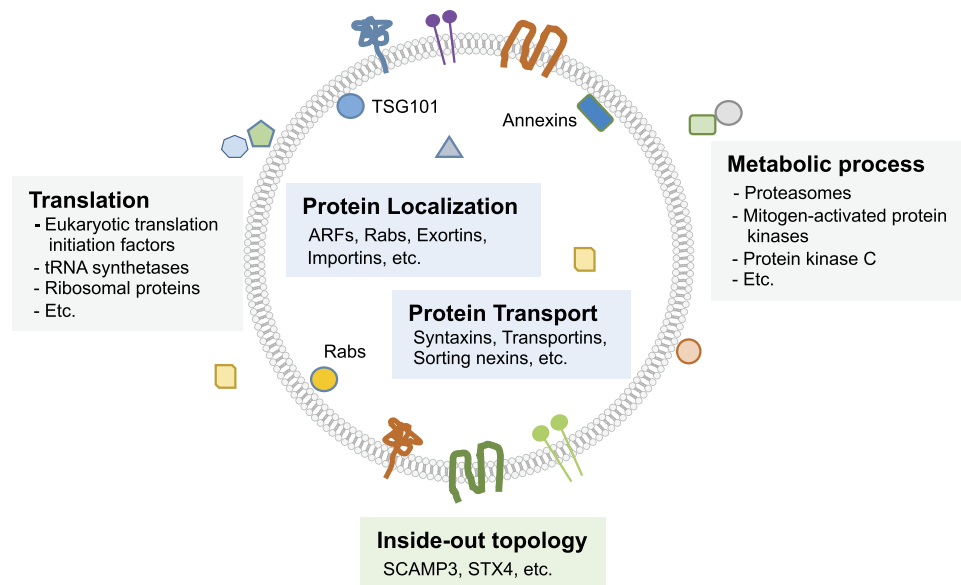 TSG101
Annexins
Translation
- Eukaryotic translation
initiation factors
- tRNA synthetases
- Ribosomal proteins
- Etc.
Protein Localization
ARFs, Rabs, Exortins,
Importins, etc.
Metabolic process
- Proteasomes
- Mitogen-activated protein
kinases
- Protein kinase C
- Etc.
Protein Transport
Syntaxins, Transportins,
Sorting nexins, etc.
Rabs
Inside-out topology
SCAMP3, STX4, etc.